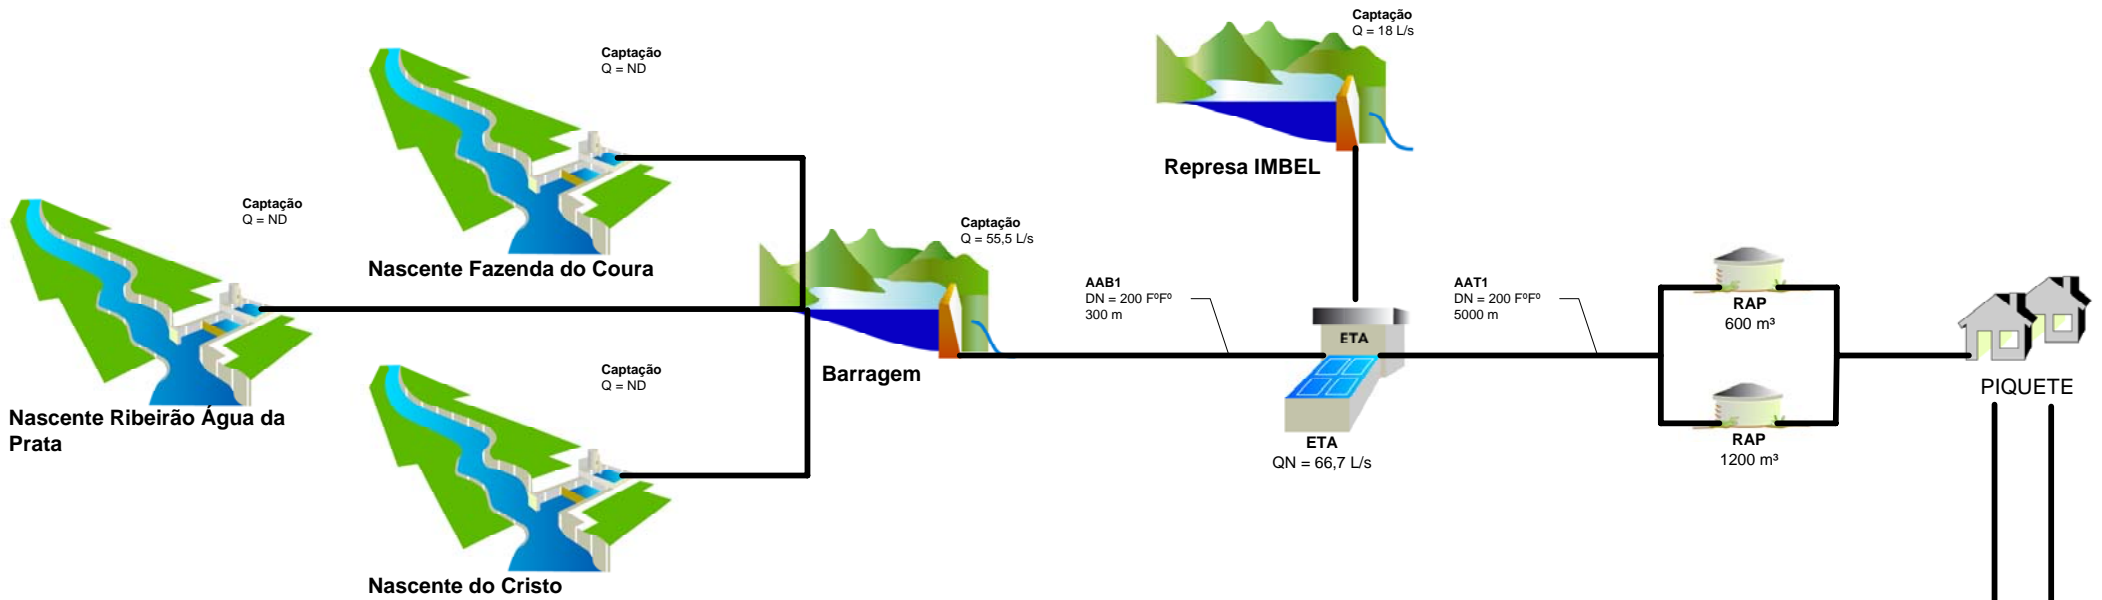 Captação
Q = 18 L/s
Represa IMBEL
Captação
Q = ND
Nascente Fazenda do Coura
Captação
Q = ND
Nascente Ribeirão Água da
Prata
Captação
Q = 55,5 L/s
Barragem
Captação
Q = ND
Nascente do Cristo
AAB1
DN = 200 FºFº
300 m
ETA
ETA
QN = 66,7 L/s
AAT1
DN = 200 FºFº
5000 m
RAP
600 m³
RAP
1200 m³
PIQUETE